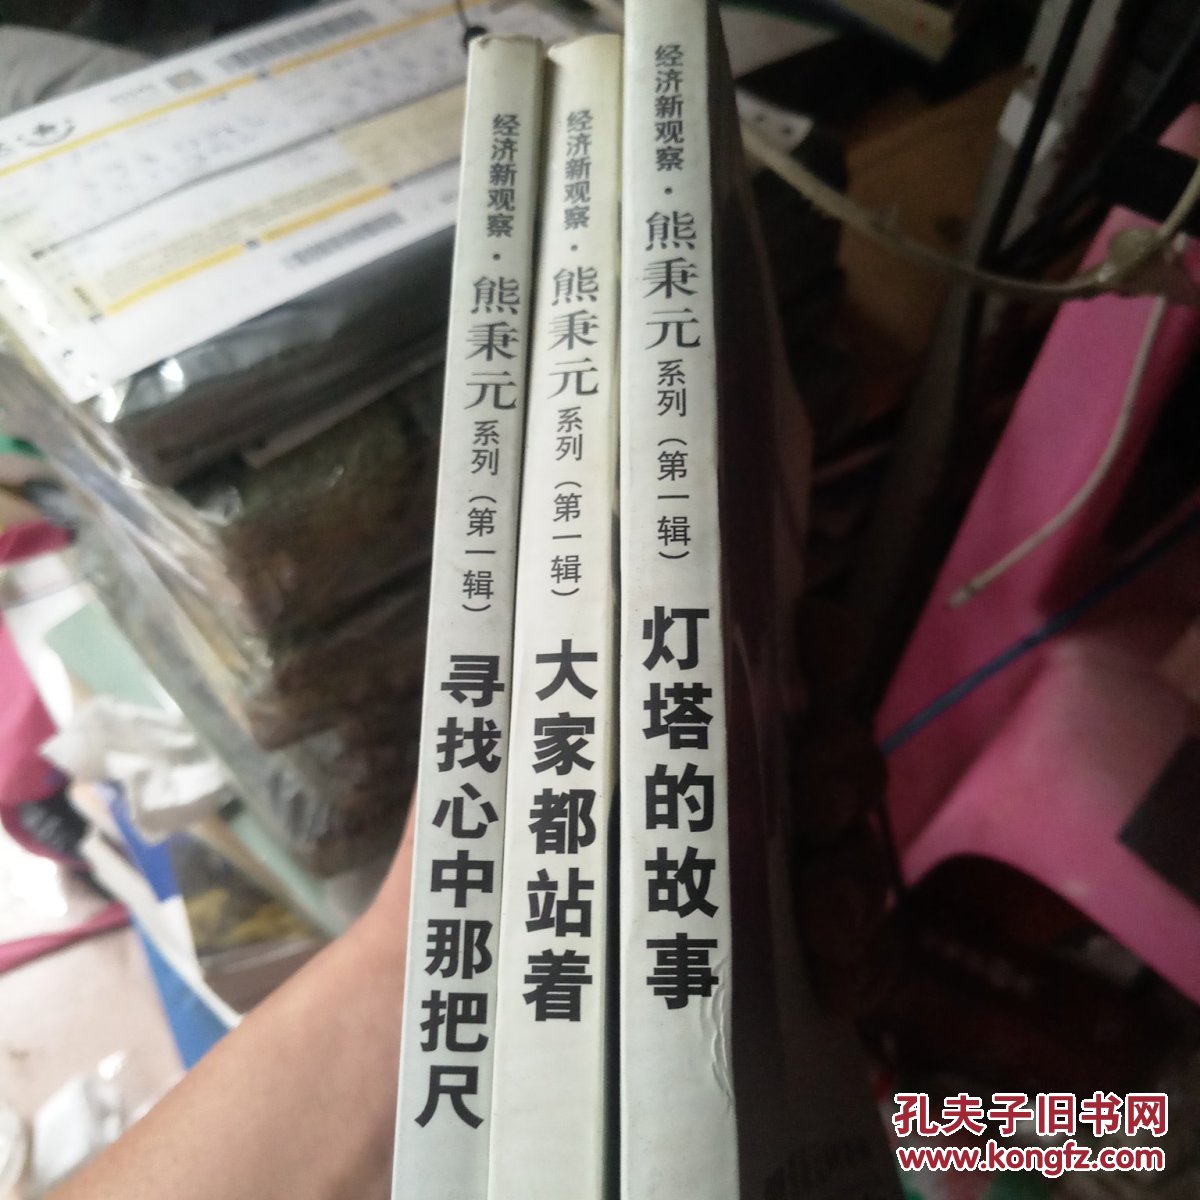 经济新观察·熊秉元系列（第一辑） 寻找心中那把尺
经济新观察·熊秉元系列（第一辑） 大家都站着
经济新观察·熊秉元系列（第一辑） 灯塔的故事
孔夫子旧书网
www.kongfz.com